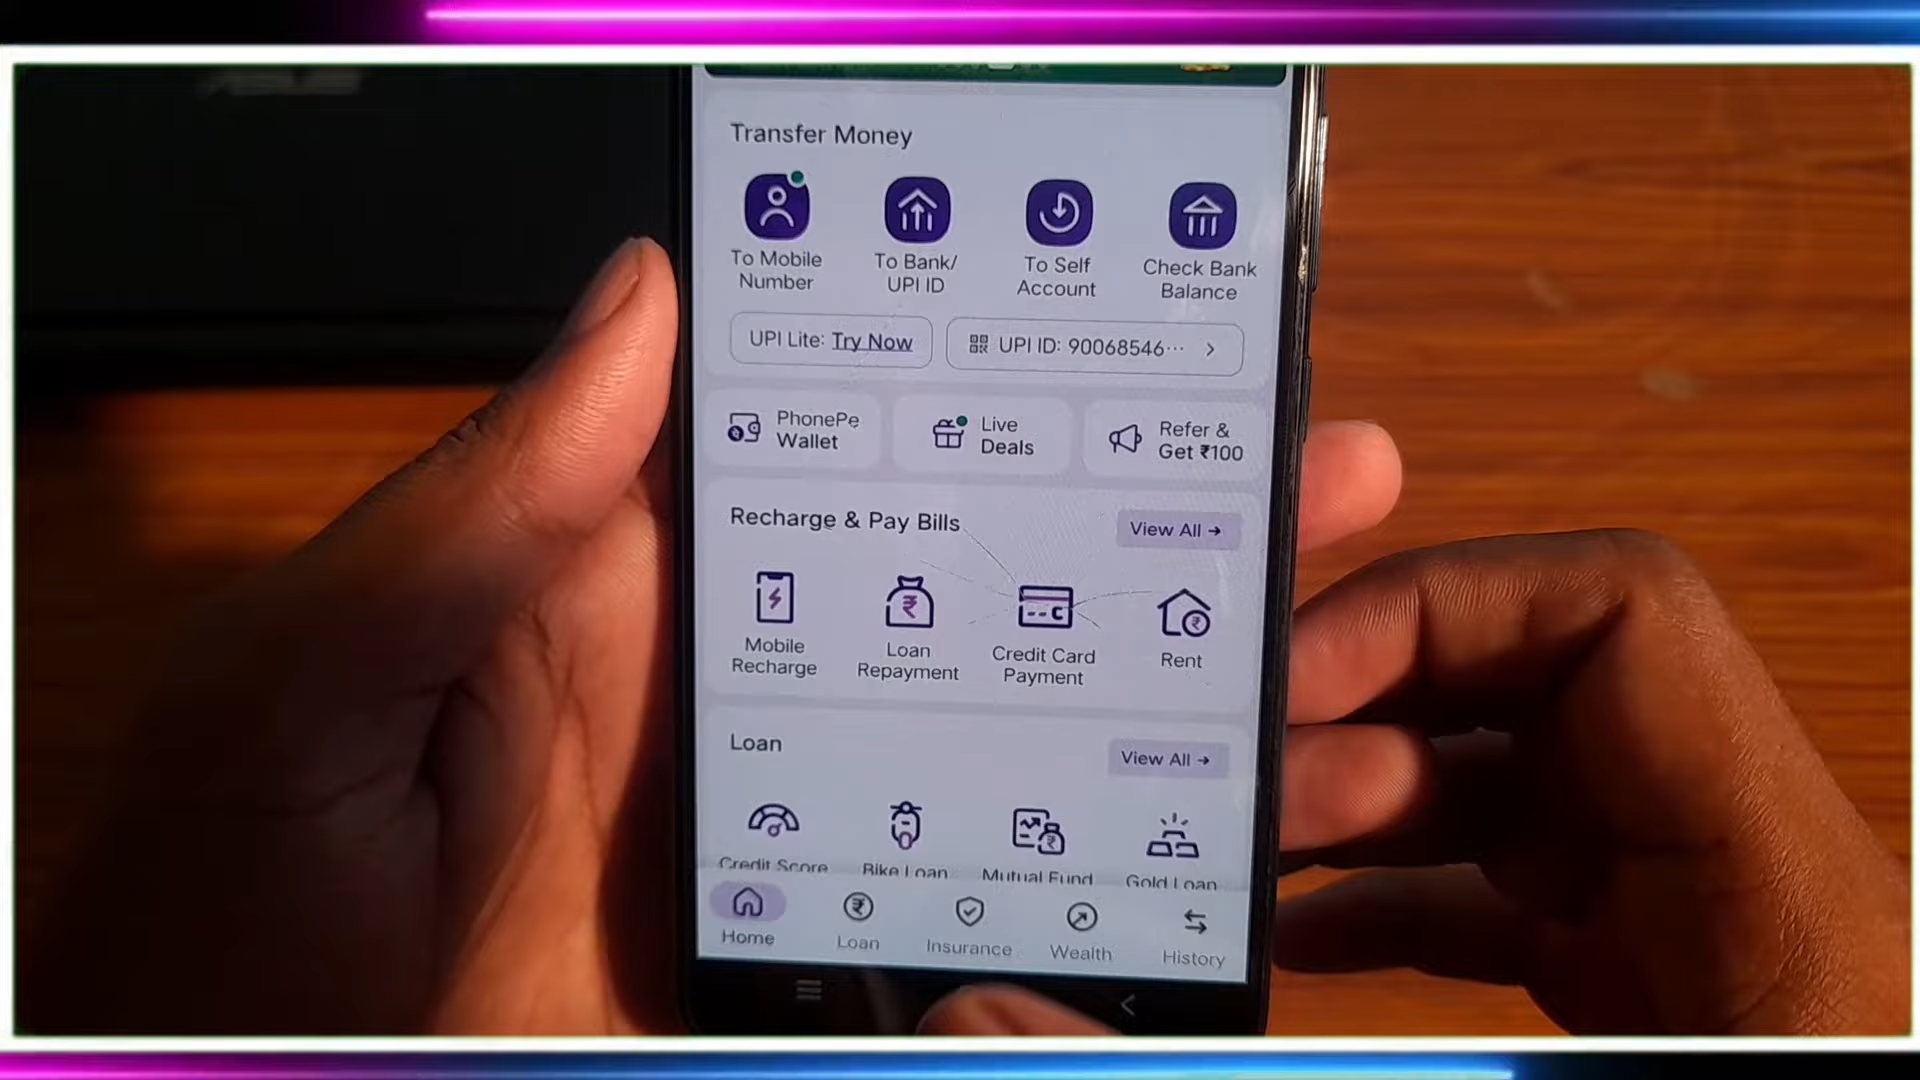 Transfer Money
To Mobile
Number
To Bank/
UPI ID
To Self
Account
Check Bank
Balance
UPI Lite: Try Now
UPI ID: 90068546...
PhonePe
Wallet
Live
Deals
Refer &
Get ₹100
Recharge & Pay Bills
View All →
Mobile
Recharge
Loan
Repayment
Credit Card
Payment
Rent
Loan
View All →
Credit Score
Bike Loan
Mutual Fund
Gold Loan
Home
Loan
Insurance
Wealth
History